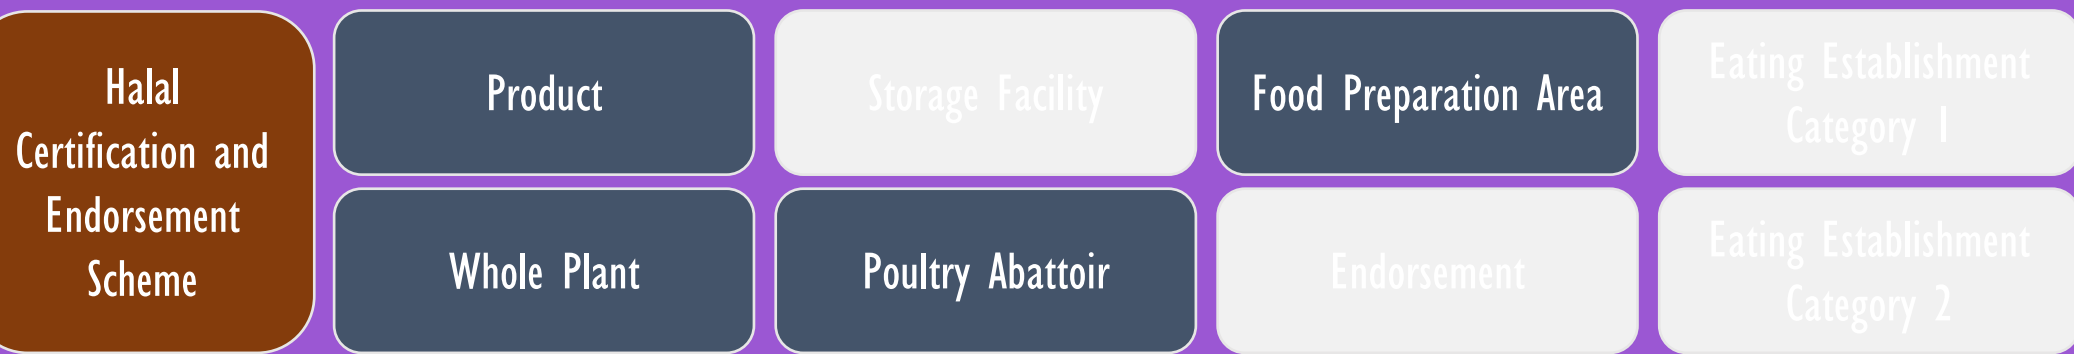 Halal
Certification and
Endorsement
Scheme
Product
Storage Facility
Food Preparation Area
Eating Establishment
Category 1
Whole Plant
Poultry Abattoir
Endorsement
Eating Establishment
Category 2